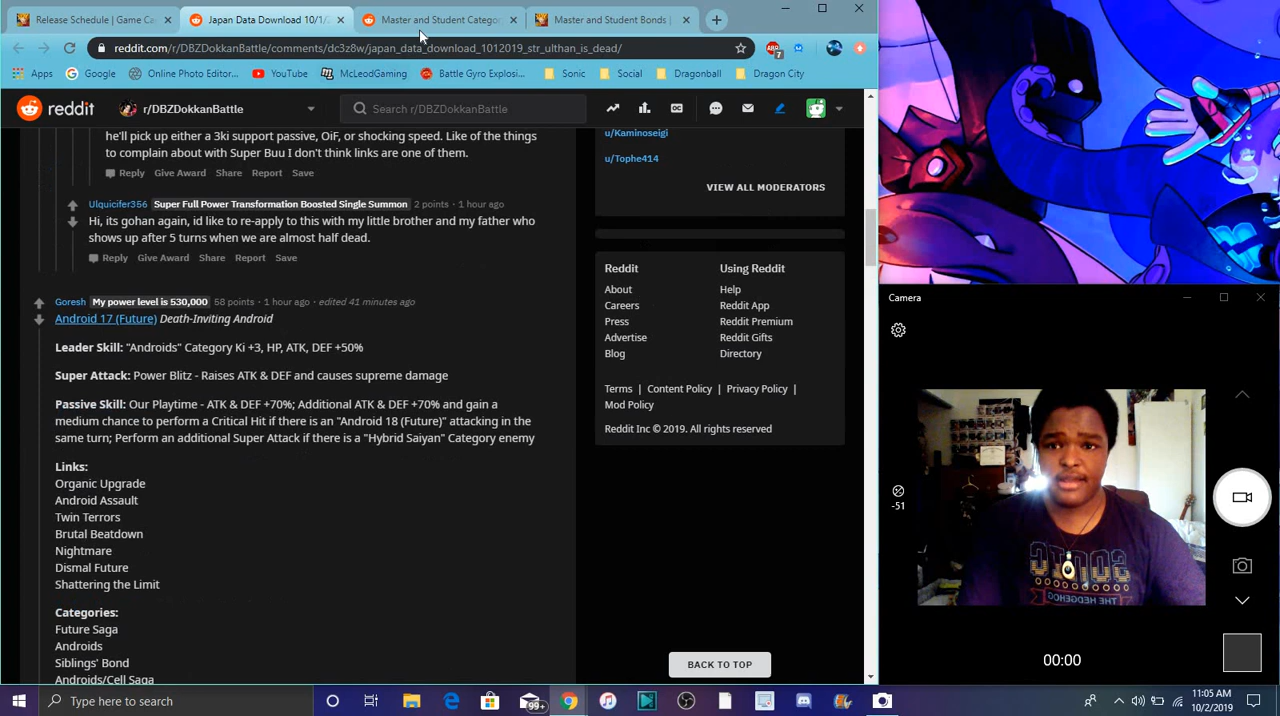 Release Schedule | Game Ca
Japan Data Download 10/1/2
Master and Student Categor
Master and Student Bonds |
reddit.com/r/DBZDokkanBattle/comments/dc3z8w/japan_data_download_1012019_str_ulthan_is_dead/
7
Apps
Google
Online Photo Editor...
YouTube
McLeodGaming
Battle Gyro Explosi...
Sonic
Social
Dragonball
Dragon City
reddit
r/DBZDokkanBattle
Search r/DBZDokkanBattle
he'll pick up either a 3ki support passive, OiF, or shocking speed. Like of the things
to complain about with Super Buu I don't think links are one of them.
Reply Give Award Share Report Save
Ulquicifer356 Super Full Power Transformation Boosted Single Summon 2 points · 1 hour ago
Hi, its gohan again, id like to re-apply to this with my little brother and my father who
shows up after 5 turns when we are almost half dead.
Reply Give Award Share Report Save
Goresh My power level is 530,000 58 points · 1 hour ago · edited 41 minutes ago
Android 17 (Future) Death-Inviting Android
Leader Skill: "Androids" Category Ki +3, HP, ATK, DEF +50%
Super Attack: Power Blitz - Raises ATK & DEF and causes supreme damage
Passive Skill: Our Playtime - ATK & DEF +70%; Additional ATK & DEF +70% and gain a
medium chance to perform a Critical Hit if there is an "Android 18 (Future)" attacking in the
same turn; Perform an additional Super Attack if there is a "Hybrid Saiyan" Category enemy
Links:
Organic Upgrade
Android Assault
Twin Terrors
Brutal Beatdown
Nightmare
Dismal Future
Shattering the Limit
Categories:
Future Saga
Androids
Siblings' Bond
Androids/Cell Saga
u/Kaminoseigi
u/Tophe414
VIEW ALL MODERATORS
Reddit
Using Reddit
About
Help
Careers
Reddit App
Press
Reddit Premium
Advertise
Reddit Gifts
Blog
Directory
Terms | Content Policy | Privacy Policy |
Mod Policy
Reddit Inc © 2019. All rights reserved
BACK TO TOP
Camera
-51
SONIC
THE HEDGEHOG
00:00
Type here to search
99+
11:05 AM
10/2/2019